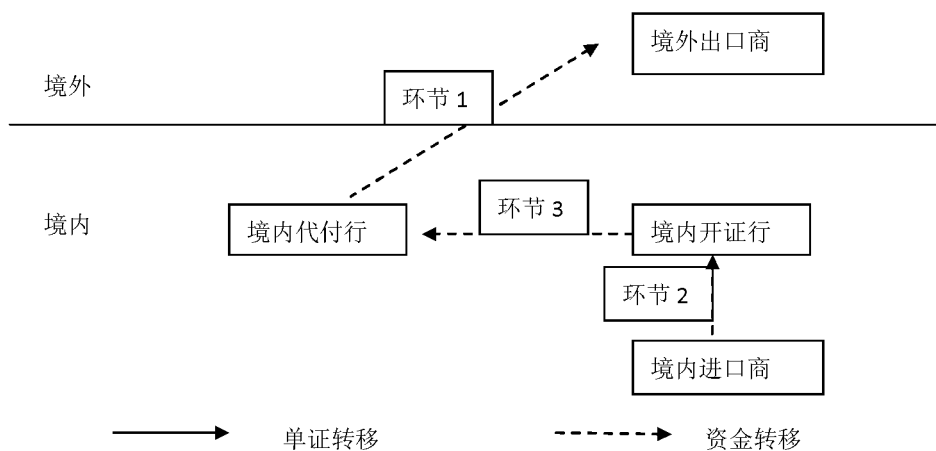 境外出口商
境外
环节 1
境内
环节 3
境内代付行
境内开证行
环节 2
境内进口商
单证转移
资金转移